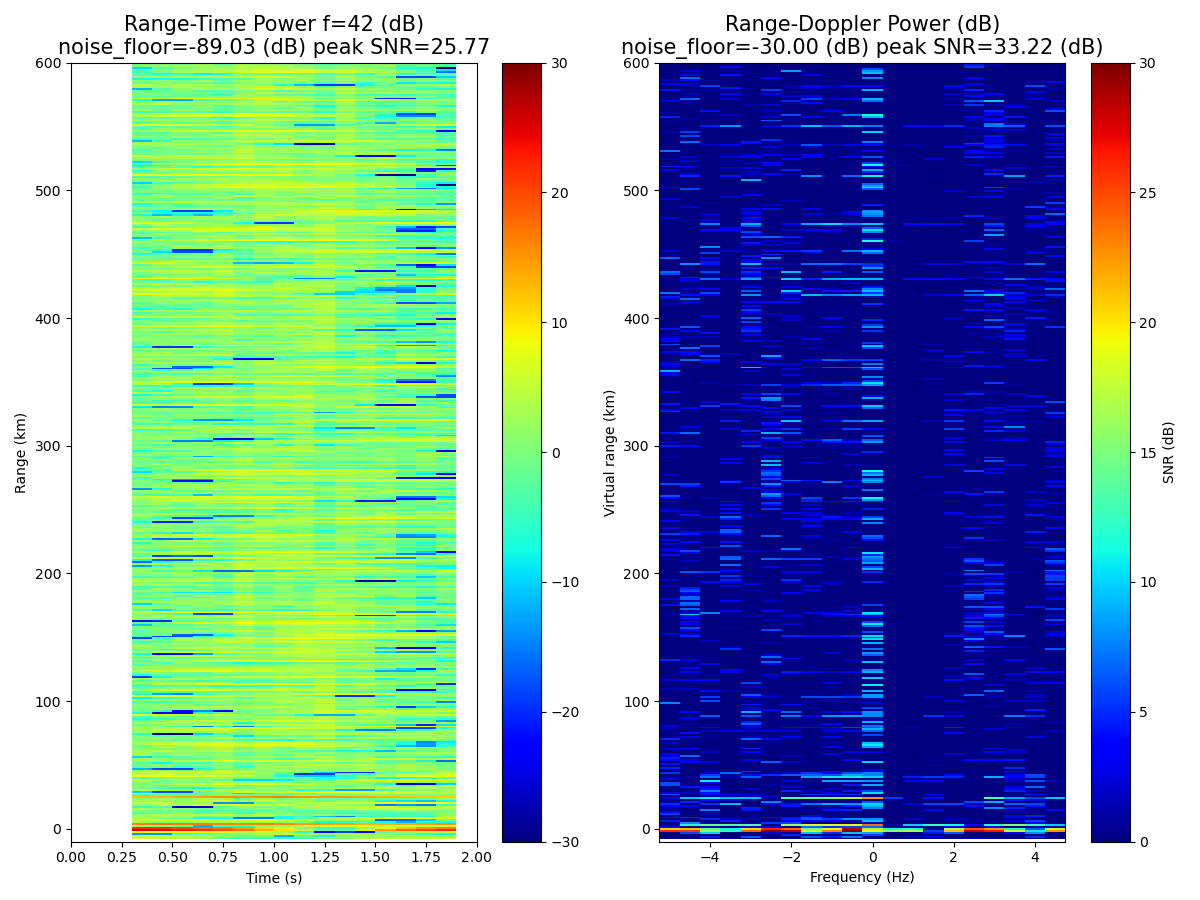 Range-Time Power f=42 (dB)
noise_floor=-89.03 (dB) peak SNR=25.77
Range (km)
600
500
400
300
200
100
0
0.00 0.25 0.50 0.75 1.00 1.25 1.50 1.75 2.00
Time (s)
30
20
10
0
−10
−20
−30
Range-Doppler Power (dB)
noise_floor=-30.00 (dB) peak SNR=33.22 (dB)
Virtual range (km)
600
500
400
300
200
100
0
−4 −2 0 2 4
Frequency (Hz)
30
25
20
15
10
5
0
SNR (dB)